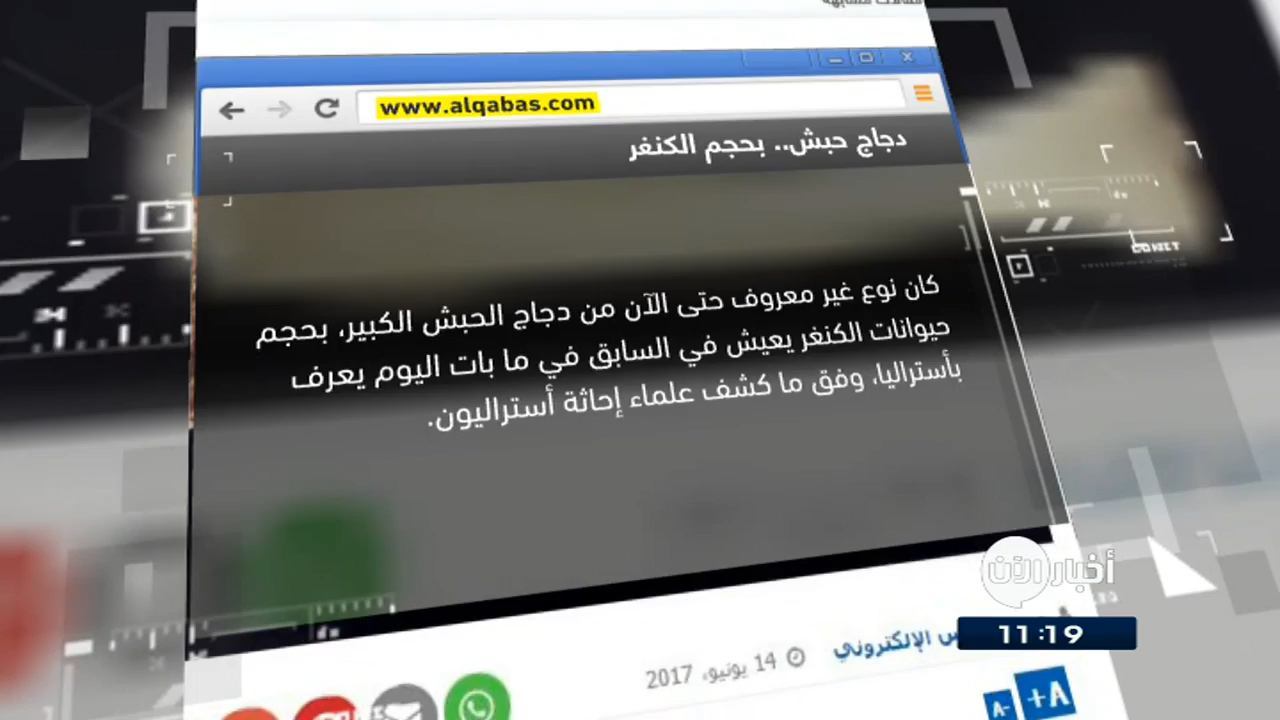 www.alqabas.com
دجاج حبش.. بحجم الكنغر
كان نوع غير معروف حتى الآن من دجاج الحبش الكبير، بحجم
حيوانات الكنغر يعيش في السابق في ما بات اليوم يعرف
بأستراليا، وفق ما كشف علماء إحاثة أستراليون.
أخبار الآن
11:19
الإلكتروني
14 يونيو، 2017
A- +A